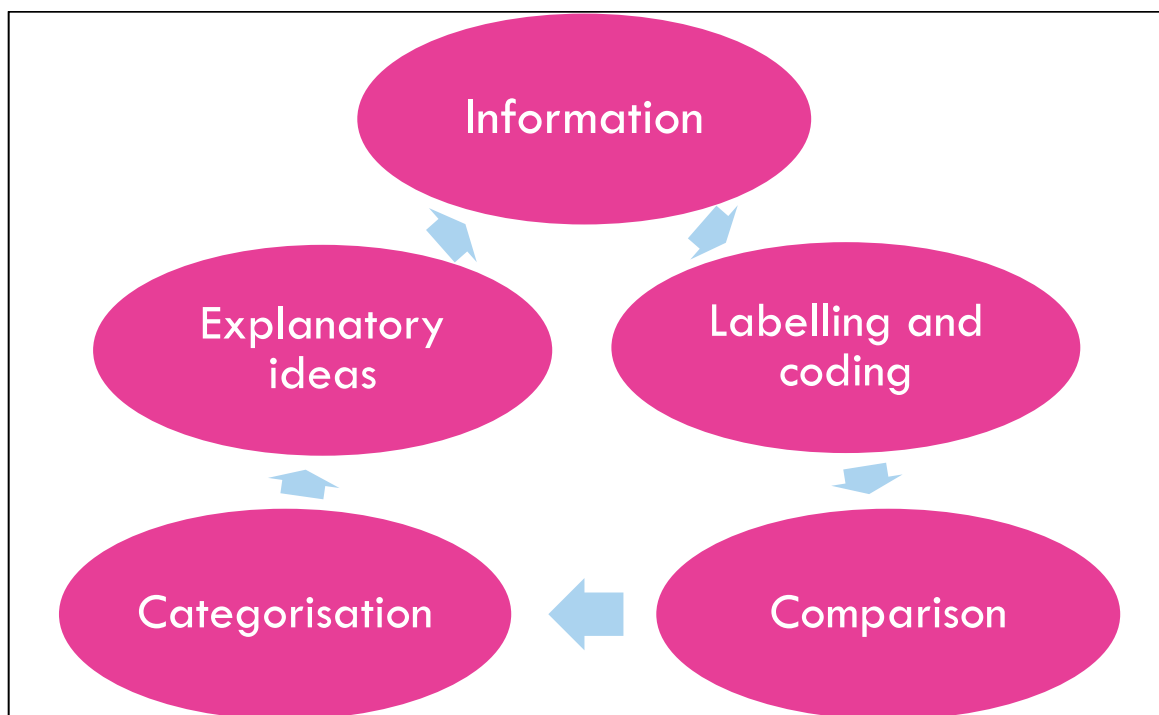 Information
Labelling and
coding
Comparison
Categorisation
Explanatory
ideas